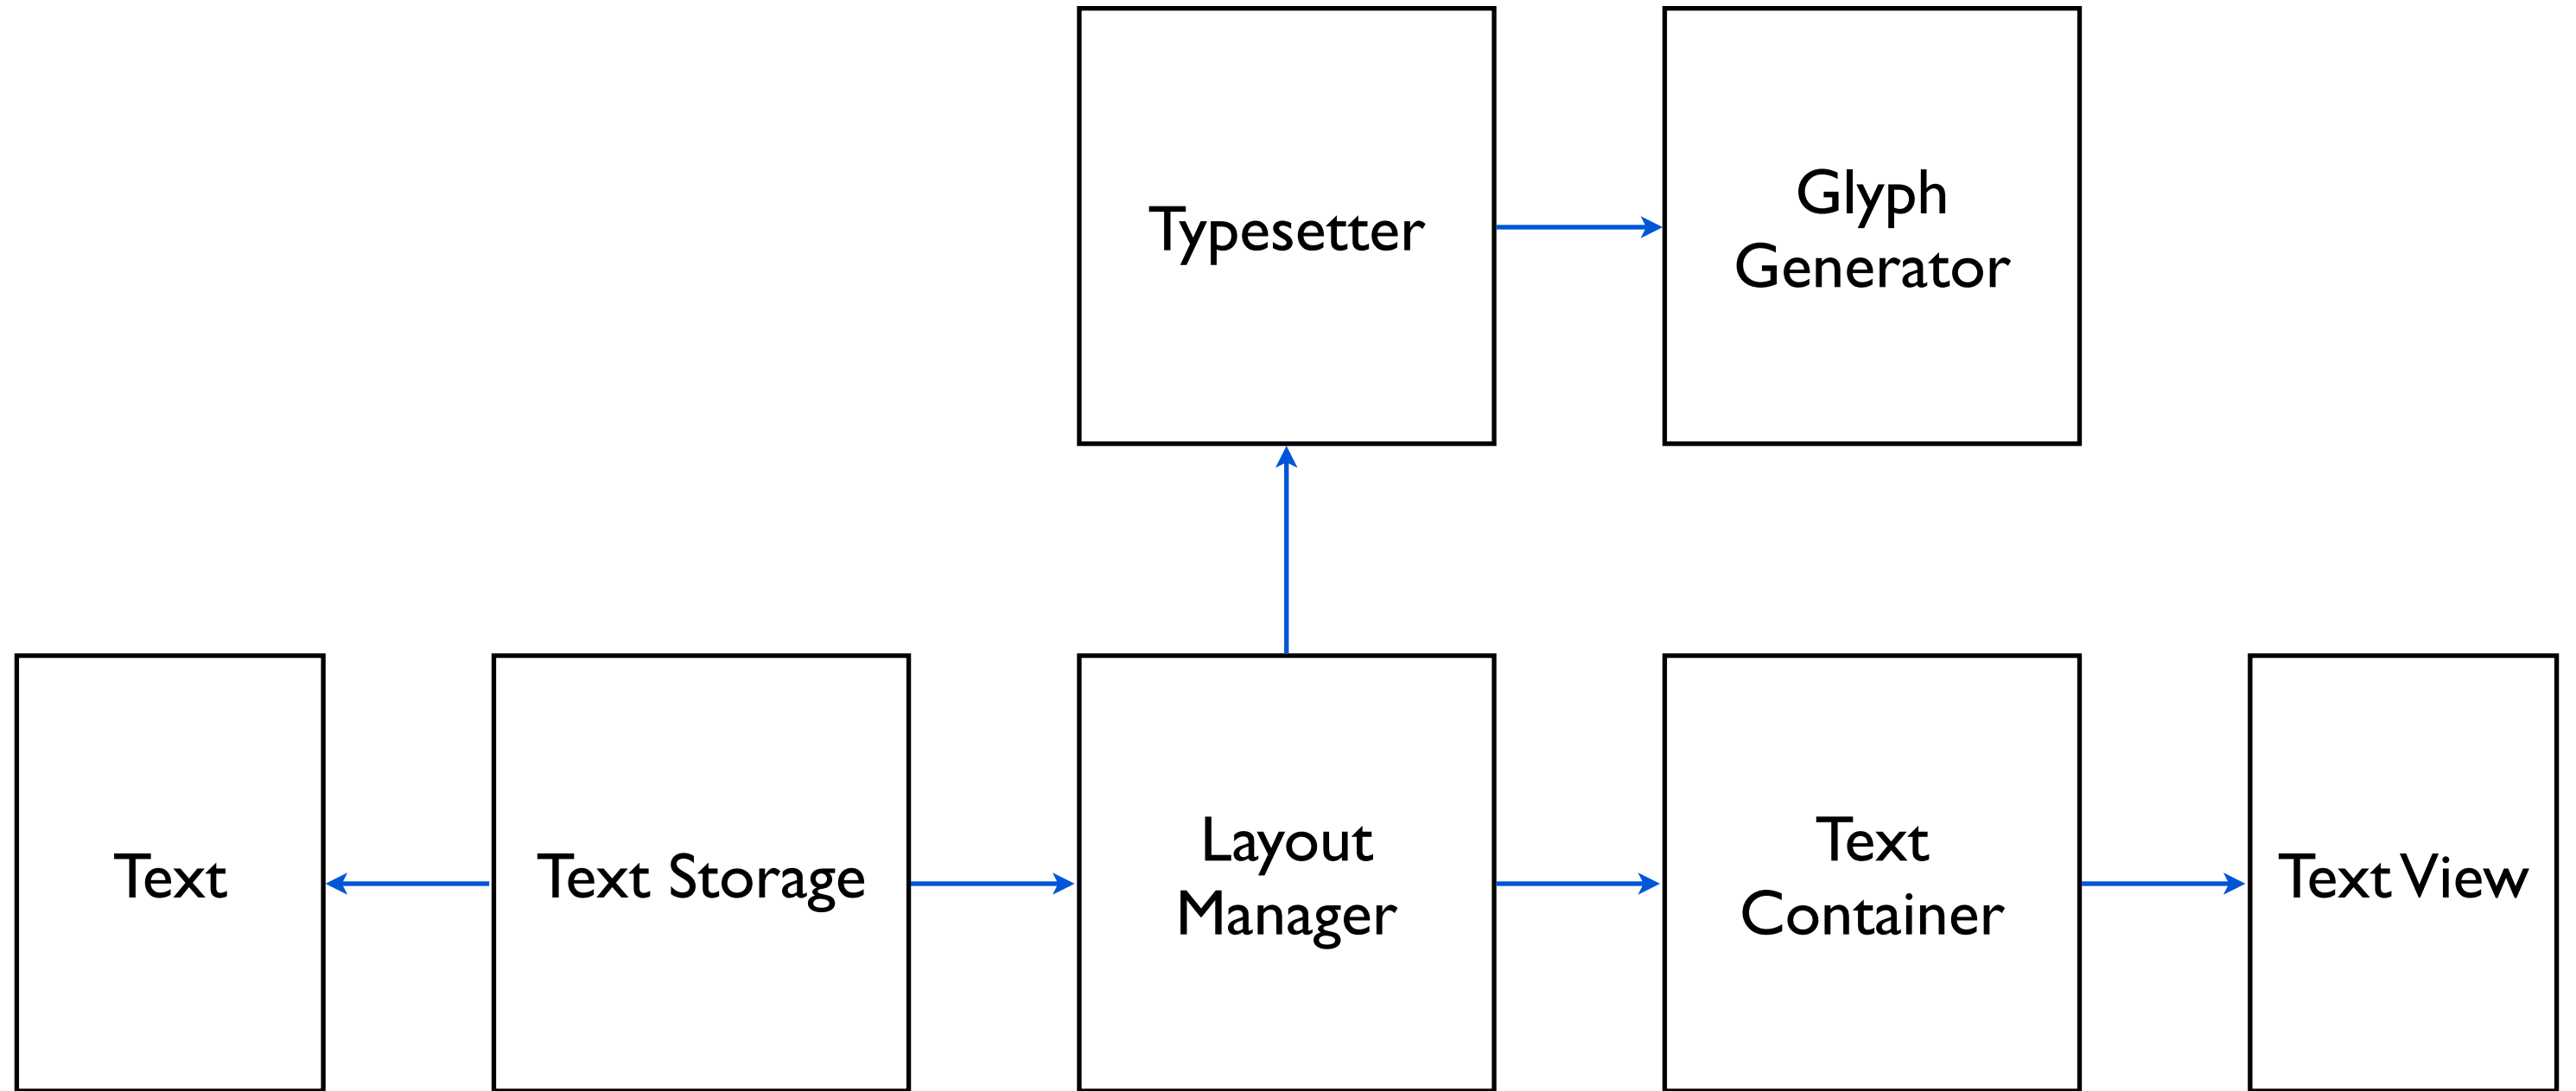 Typesetter
Glyph
Generator
Text
Text Storage
Layout
Manager
Text
Container
Text View